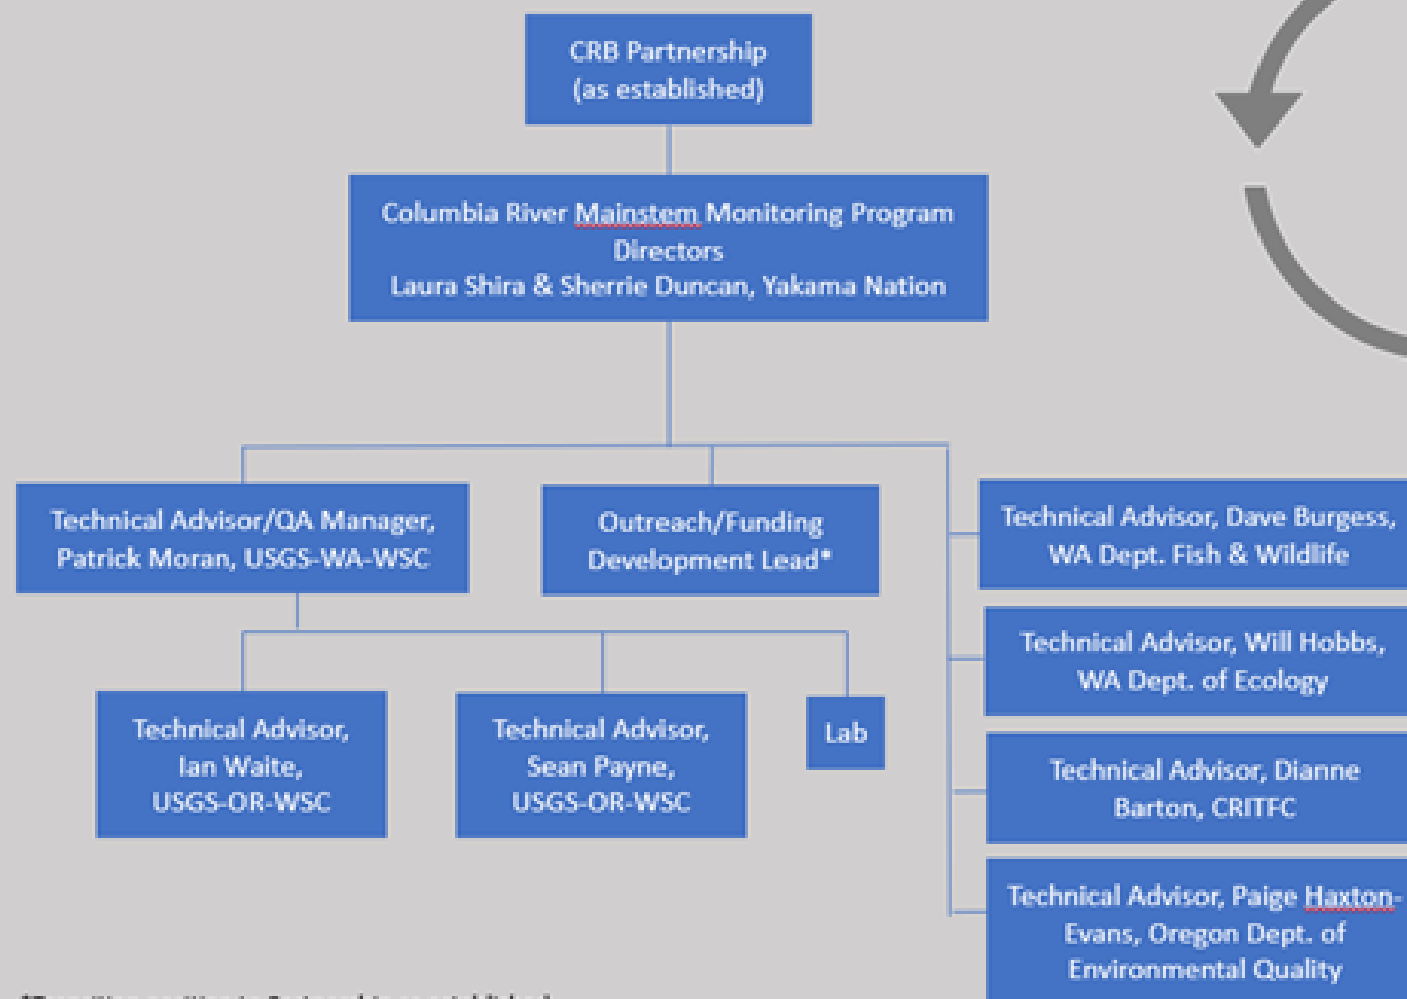 CRB Partnership
(as established)
Columbia River Mainstem Monitoring Program
Directors
Laura Shira & Sherrie Duncan, Yakama Nation
Technical Advisor/QA Manager,
Patrick Moran, USGS-WA-WSC
Outreach/Funding
Development Lead*
Technical Advisor, Dave Burgess,
WA Dept. Fish & Wildlife
Technical Advisor, Will Hobbs,
WA Dept. of Ecology
Technical Advisor, Dianne
Barton, CRITFC
Technical Advisor, Paige Haxton-
Evans, Oregon Dept. of
Environmental Quality
Technical Advisor,
Ian Waite,
USGS-OR-WSC
Technical Advisor,
Sean Payne,
USGS-OR-WSC
Lab